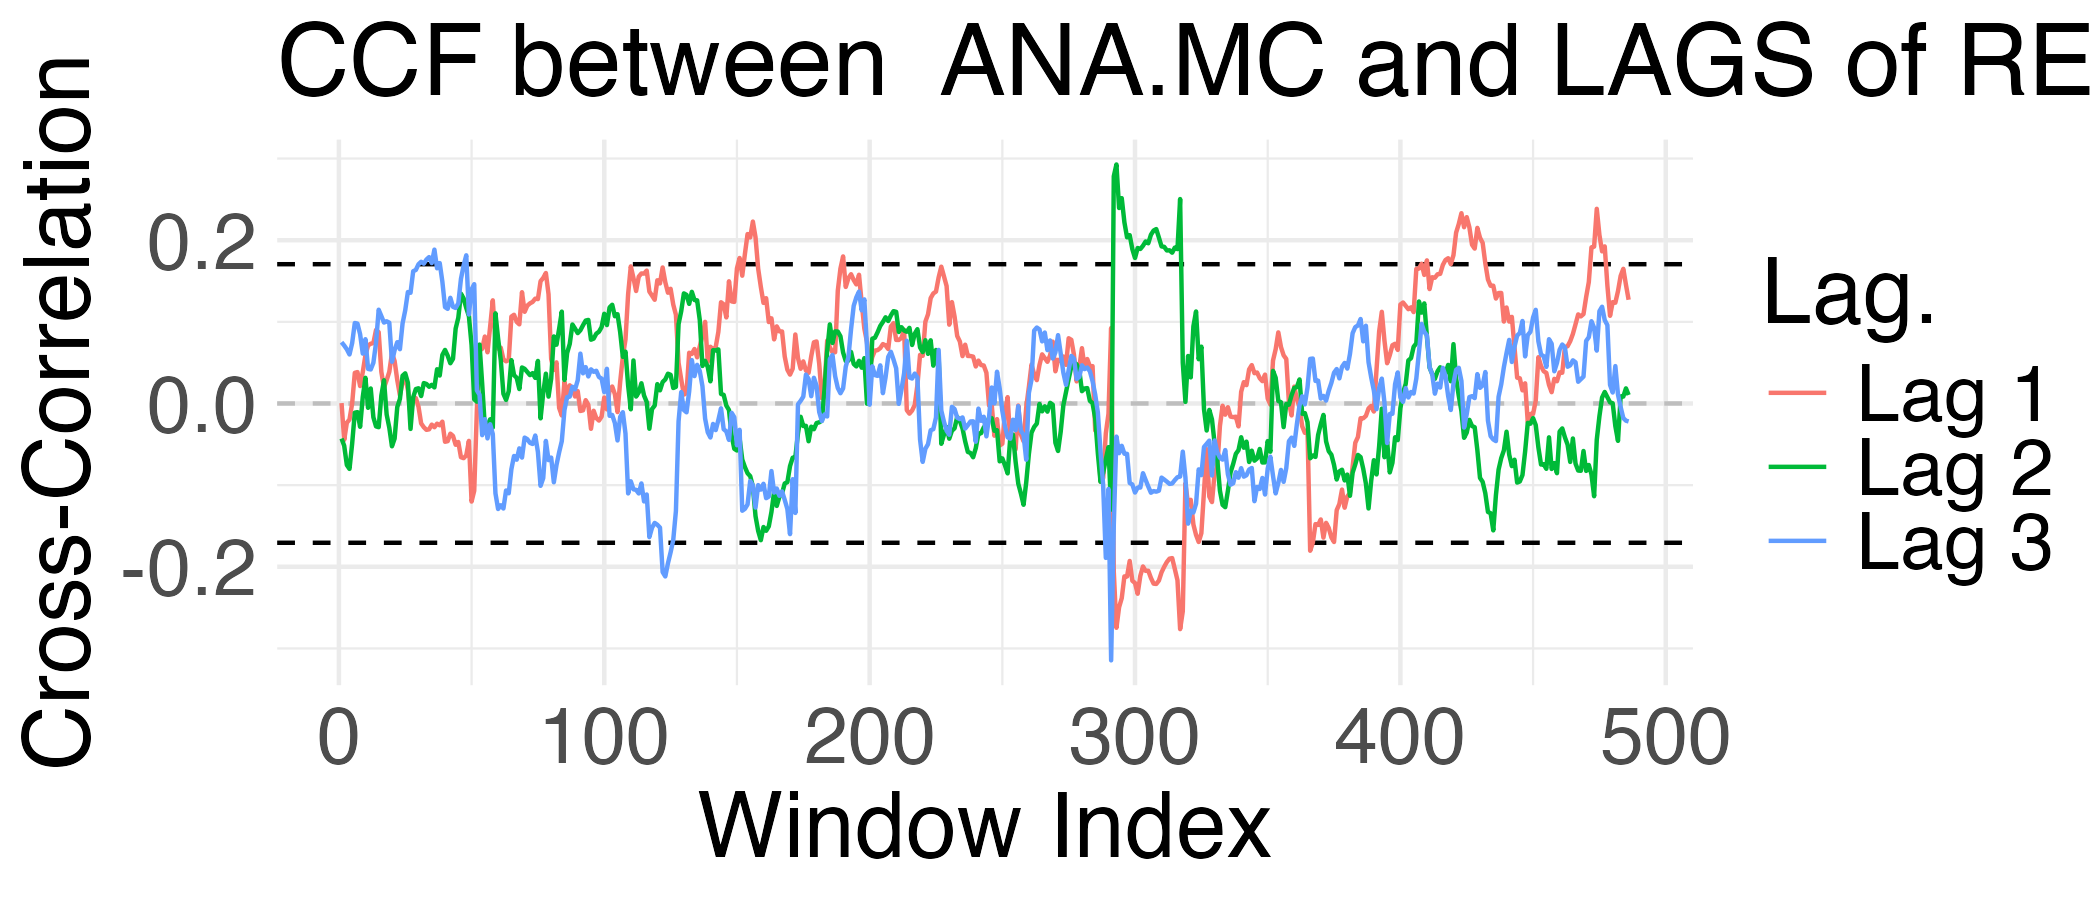 CCF between  ANA.MC and LAGS of RE
Cross-Correlation
0.2
0.0
-0.2
0 100 200 300 400 500
Window Index
Lag.
Lag 1
Lag 2
Lag 3